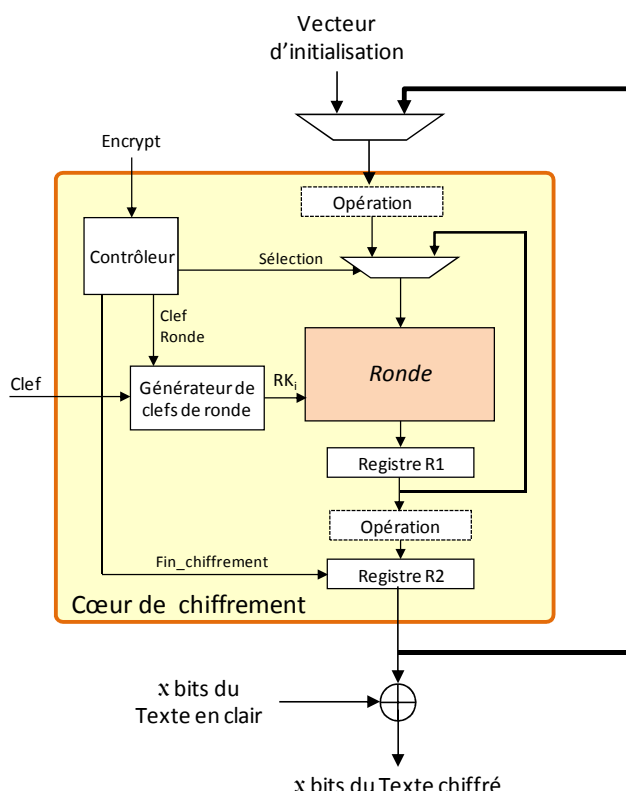 Vecteur
d'initialisation
Encrypt
Opération
Contrôleur
Sélection
Clef
Ronde
Ronde
Clef
Générateur de
clefs de ronde
RKi
Registre R1
Opération
Fin_chiffrement
Registre R2
Cœur de chiffrement
x bits du
Texte en clair
x bits du Texte chiffré